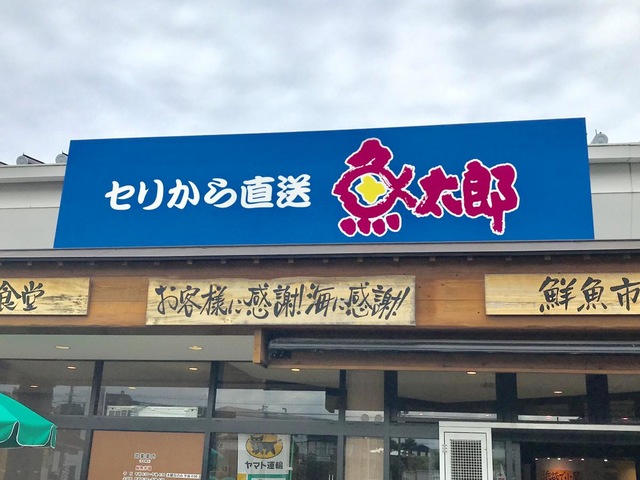 セリから直送 魚太郎
食堂
お客様に感謝!海に感謝!
鮮魚市
ヤマト運輸